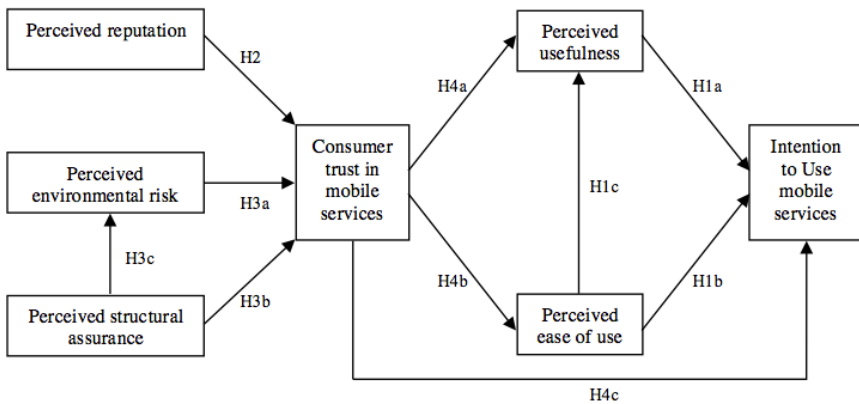 Perceived reputation
H2
Perceived
environmental risk
H3a
H3c
Perceived structural
assurance
H3b
Consumer
trust in
mobile
services
H4a
H4b
Perceived
usefulness
H1c
Perceived
ease of use
H1a
H1b
Intention
to Use
mobile
services
H4c